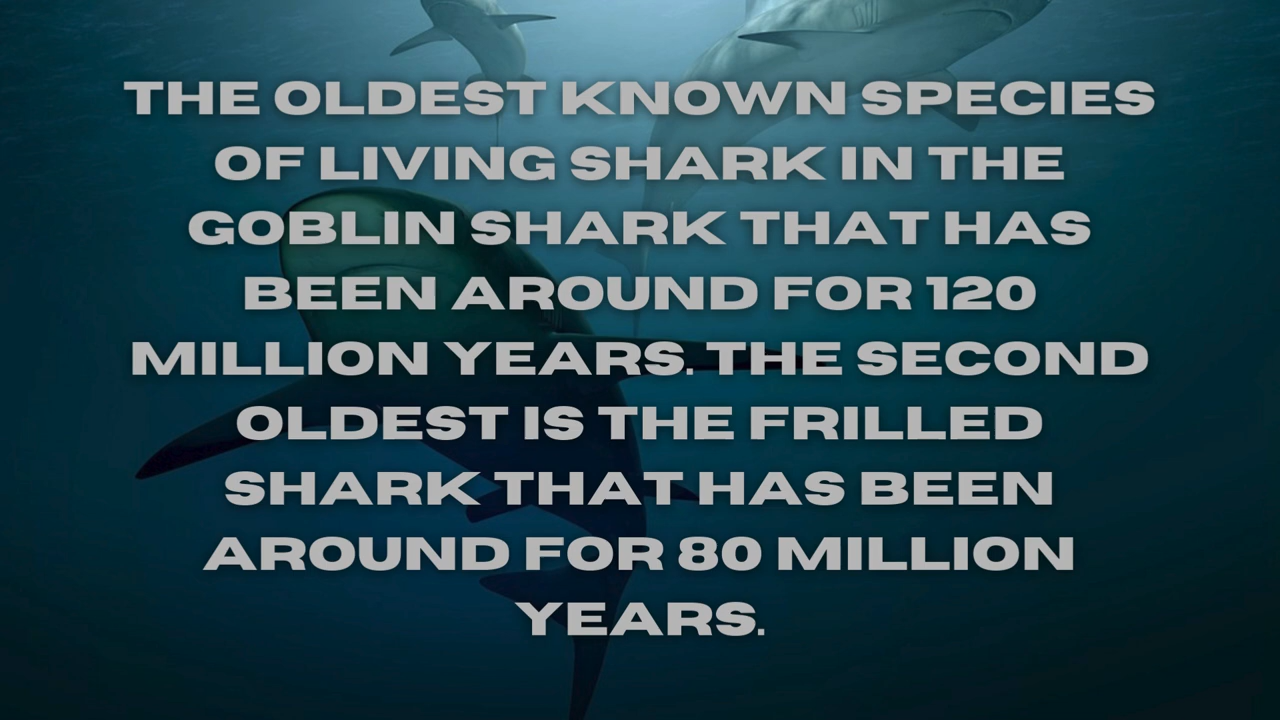 THE OLDEST KNOWN SPECIES
OF LIVING SHARK IN THE
GOBLIN SHARK THAT HAS
BEEN AROUND FOR 120
MILLION YEARS. THE SECOND
OLDEST IS THE FRILLED
SHARK THAT HAS BEEN
AROUND FOR 80 MILLION
YEARS.